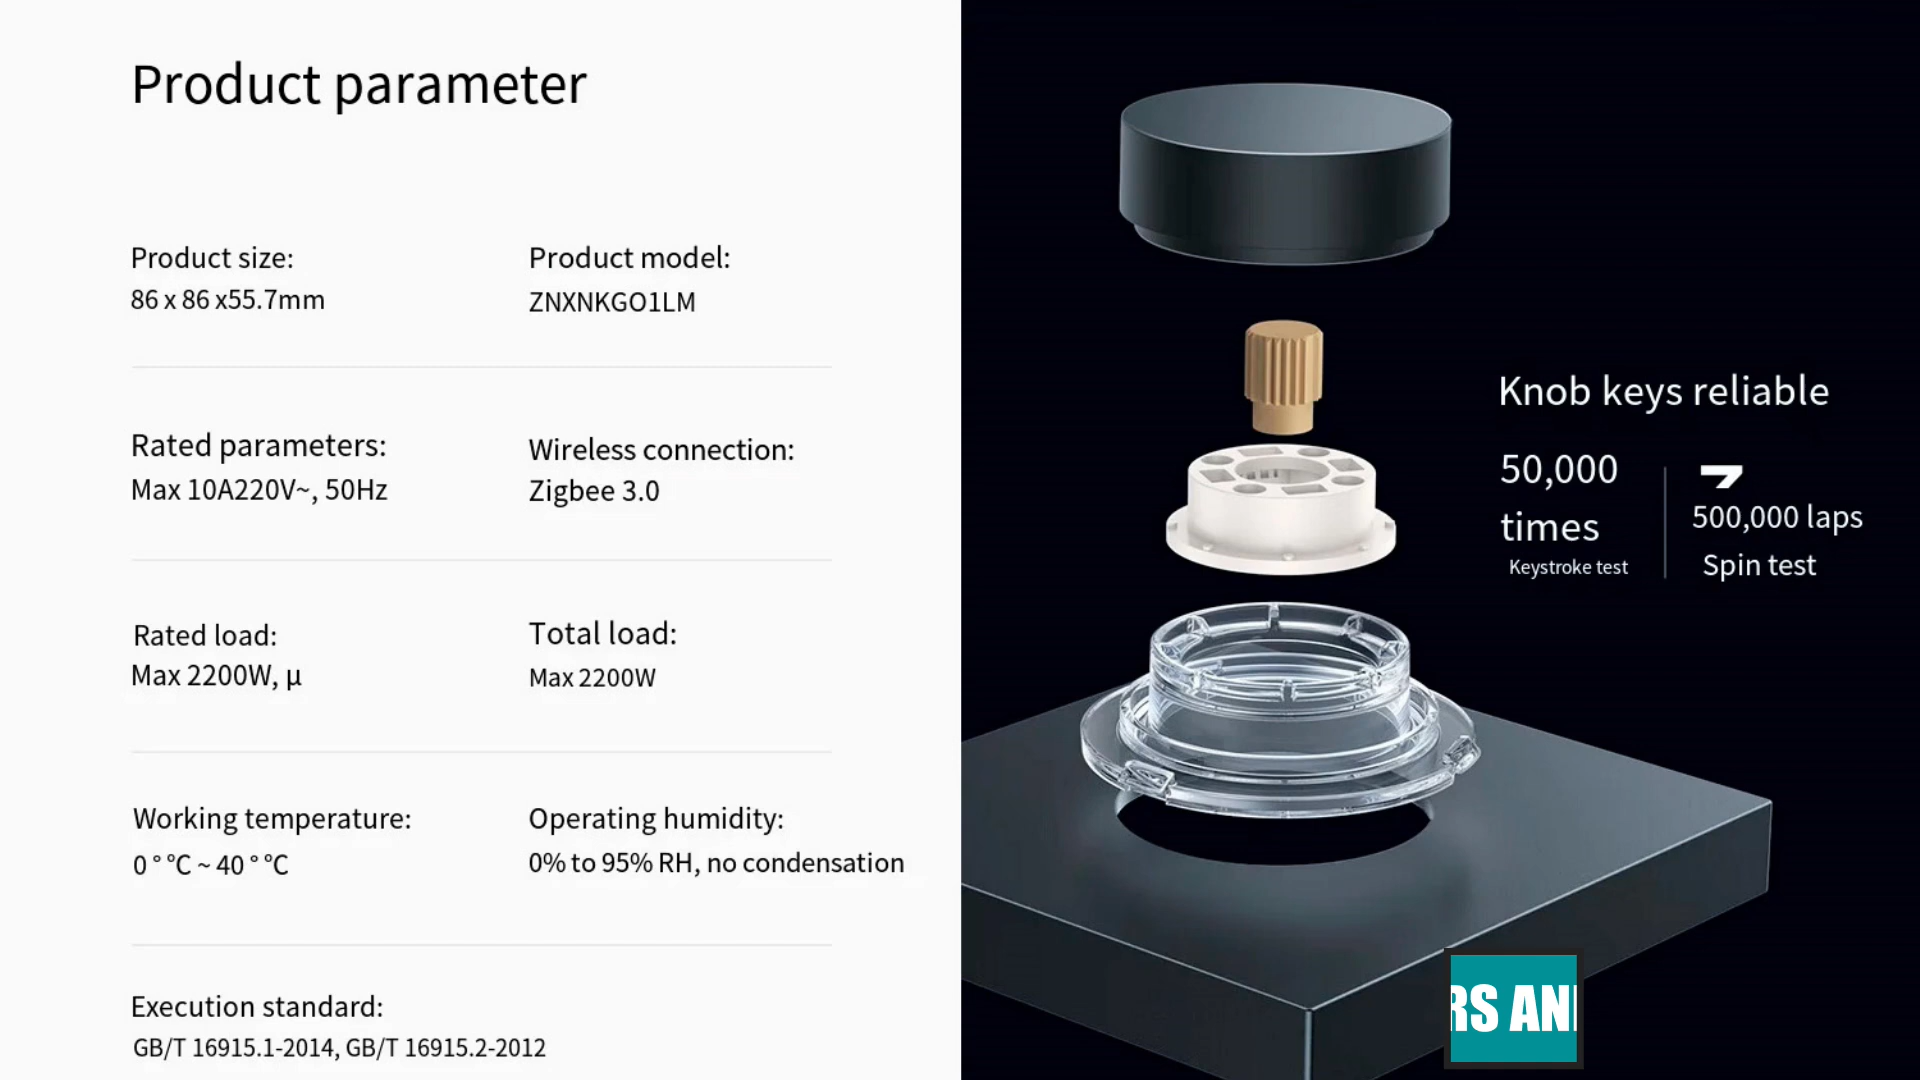 Product parameter
Product size:
86 x 86 x55.7mm
Product model:
ZNXNKGO1LM
Rated parameters:
Max 10A220V~, 50Hz
Wireless connection:
Zigbee 3.0
Rated load:
Max 2200W, μ
Total load:
Max 2200W
Working temperature:
0 ° °C ~ 40 ° °C
Operating humidity:
0% to 95% RH, no condensation
Execution standard:
GB/T 16915.1-2014, GB/T 16915.2-2012
Knob keys reliable
50,000
times
Keystroke test
500,000 laps
Spin test
RS AN